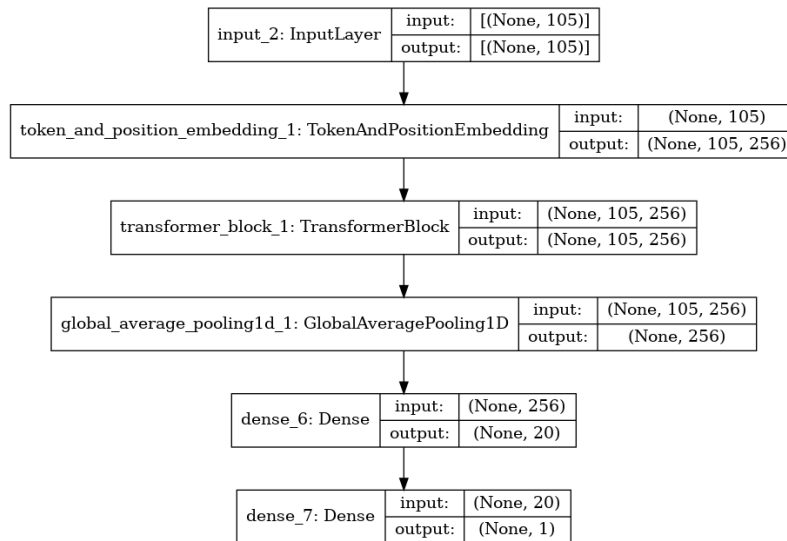 input_2: InputLayer input: [(None, 105)]
output: [(None, 105)]
token_and_position_embedding_1: TokenAndPositionEmbedding input: (None, 105)
output: (None, 105, 256)
transformer_block_1: TransformerBlock input: (None, 105, 256)
output: (None, 105, 256)
global_average_pooling1d_1: GlobalAveragePooling1D input: (None, 105, 256)
output: (None, 256)
dense_6: Dense input: (None, 256)
output: (None, 20)
dense_7: Dense input: (None, 20)
output: (None, 1)